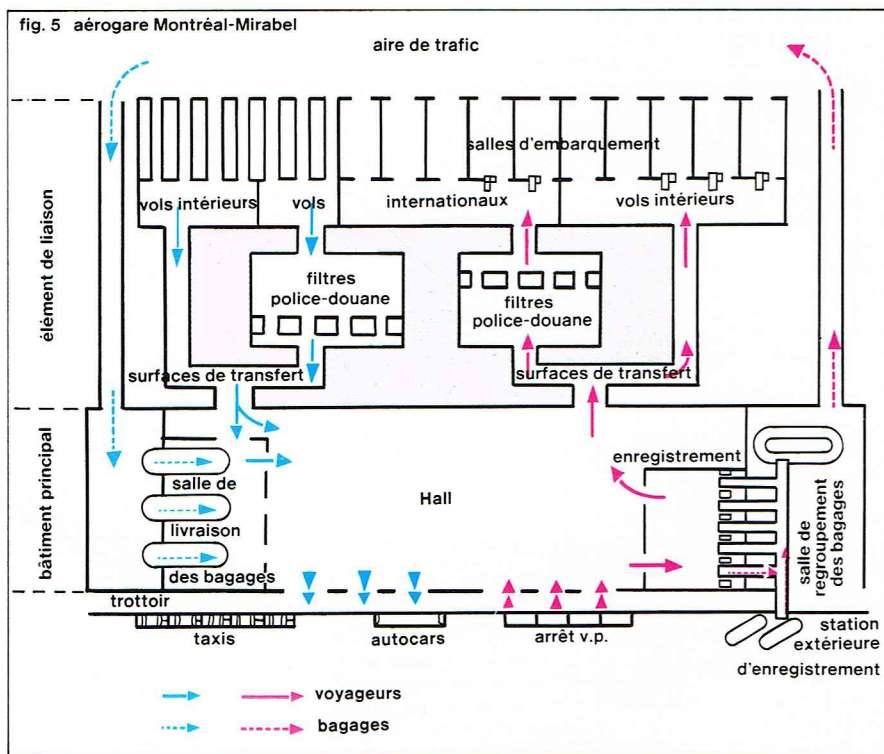 fig. 5 aérogare Montréal-Mirabel
aire de trafic
salles d'embarquement
vols intérieurs
vols
internationaux
vols intérieurs
élément de liaison
filtres
police-douane
filtres
police-douane
surfaces de transfert
surfaces de transfert
bâtiment principal
enregistrement
salle de
livraison
des bagages
Hall
salle de
regroupement
des bagages
trottoir
taxis
autocars
arrêt v.p.
station
extérieure
d'enregistrement
voyageurs
bagages